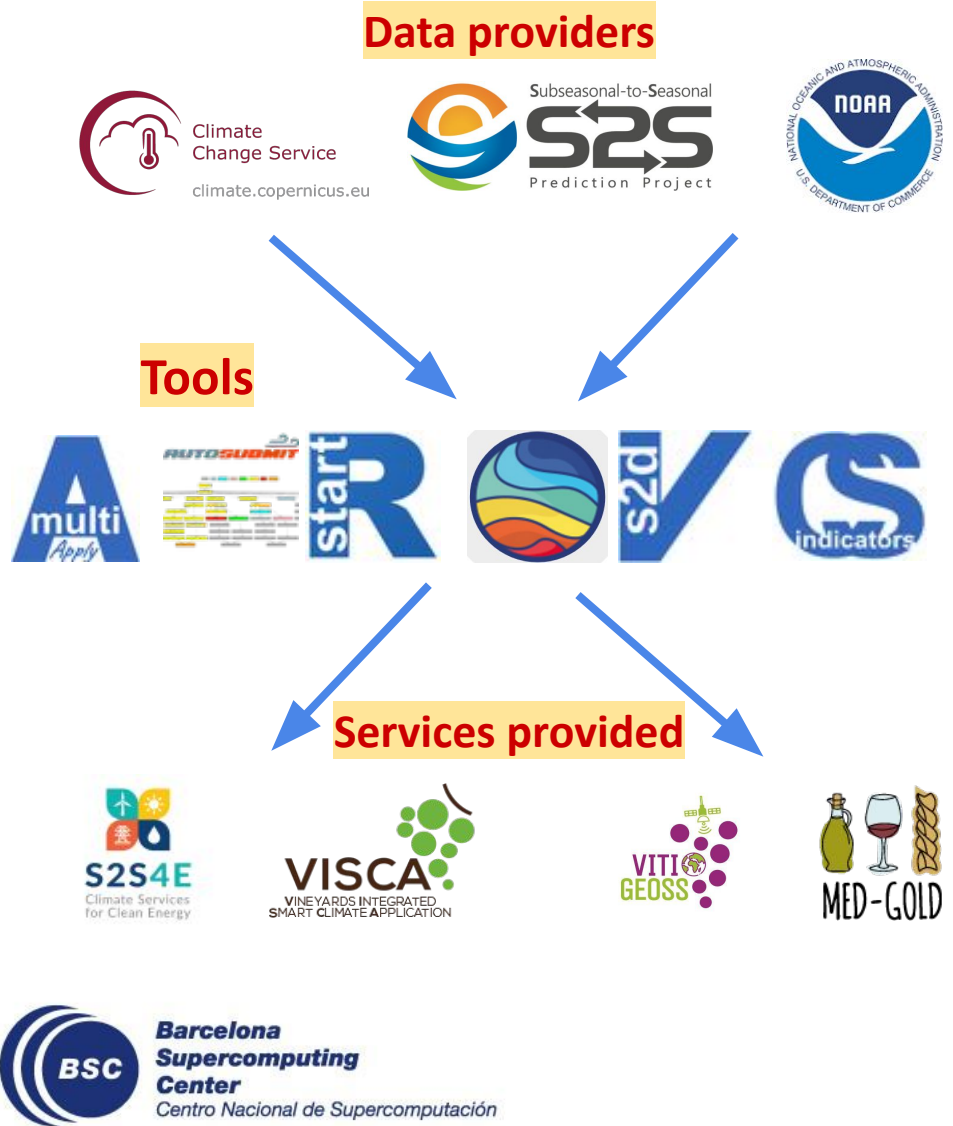 Data providers
Climate
Change Service
climate.copernicus.eu
Subseasonal-to-Seasonal
S2S
Prediction Project
NATIONAL OCEANIC AND ATMOSPHERIC ADMINISTRATION
NOAA
U.S. DEPARTMENT OF COMMERCE
Tools
multi
Apply
AUTOSUBMIT
start
R
s2d
V
CS
indicators
Services provided
S2S4E
Climate Services
for Clean Energy
VISCA
VINEYARDS INTEGRATED
SMART CLIMATE APPLICATION
VITI
GEOSS
MED-GOLD
BSC
Barcelona
Supercomputing
Center
Centro Nacional de Supercomputación